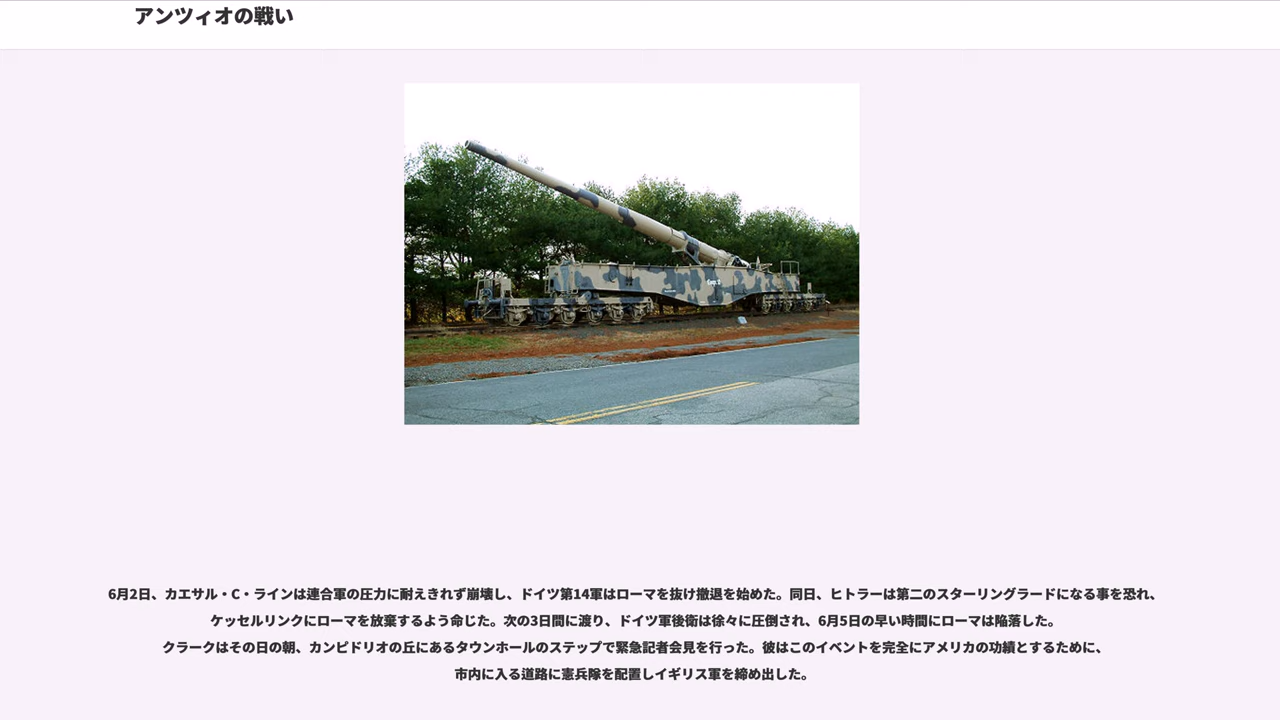 アンツィオの戦い
6月2日、カエサル・C・ラインは連合軍の圧力に耐えきれず崩壊し、ドイツ第14軍はローマを抜け撤退を始めた。同日、ヒトラーは第二のスターリングラードになる事を恐れ、
ケッセルリンクにローマを放棄するよう命じた。次の3日間に渡り、ドイツ軍後衛は徐々に圧倒され、6月5日の早い時間にローマは陥落した。
クラークはその日の朝、カンピドリオの丘にあるタウンホールのステップで緊急記者会見を行った。彼はこのイベントを完全にアメリカの功績とするために、
市内に入る道路に憲兵隊を配置しイギリス軍を締め出した。